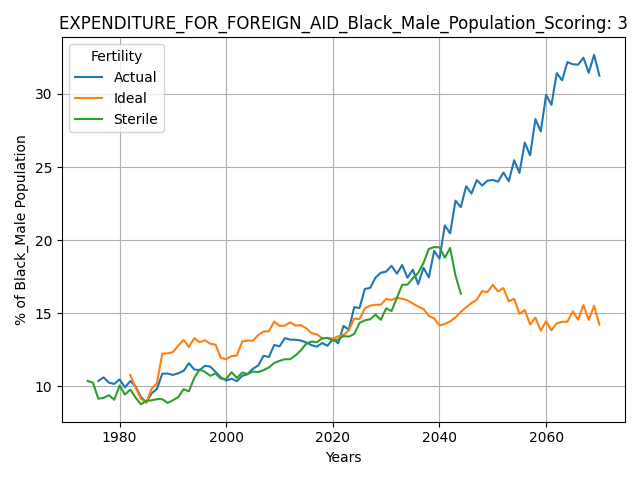 EXPENDITURE_FOR_FOREIGN_AID_Black_Male_Population_Scoring: 3
Fertility
Actual
Ideal
Sterile
% of Black_Male Population
30
25
20
15
10
1980
2000
2020
2040
2060
Years